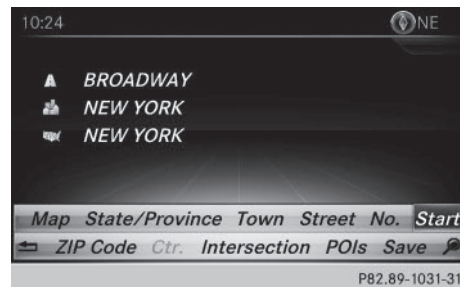 10:24 NE
BROADWAY
NEW YORK
NEW YORK
Map State/Province Town Street No. Start
ZIP Code Ctr. Intersection POIs Save
P82.89-1031-31